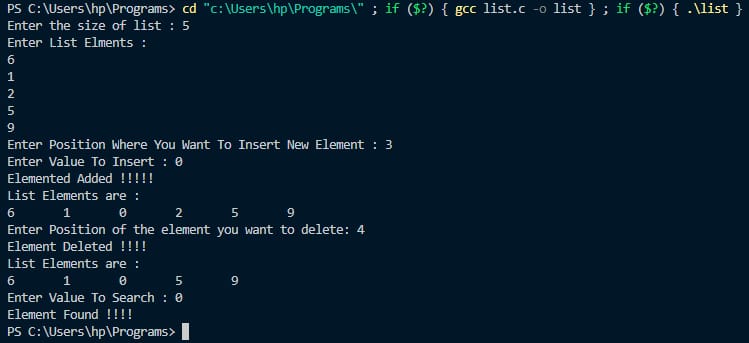 PS C:\Users\hp\Programs> cd "c:\Users\hp\Programs\" ; if ($?) { gcc list.c -o list } ; if ($?) { .\list }
Enter the size of list : 5
Enter List Elments :
6
1
2
5
9
Enter Position Where You Want To Insert New Element : 3
Enter Value To Insert : 0
Elemented Added !!!!!
List Elements are :
6 1 0 2 5 9
Enter Position of the element you want to delete: 4
Element Deleted !!!!
List Elements are :
6 1 0 5 9
Enter Value To Search : 0
Element Found !!!!
PS C:\Users\hp\Programs>